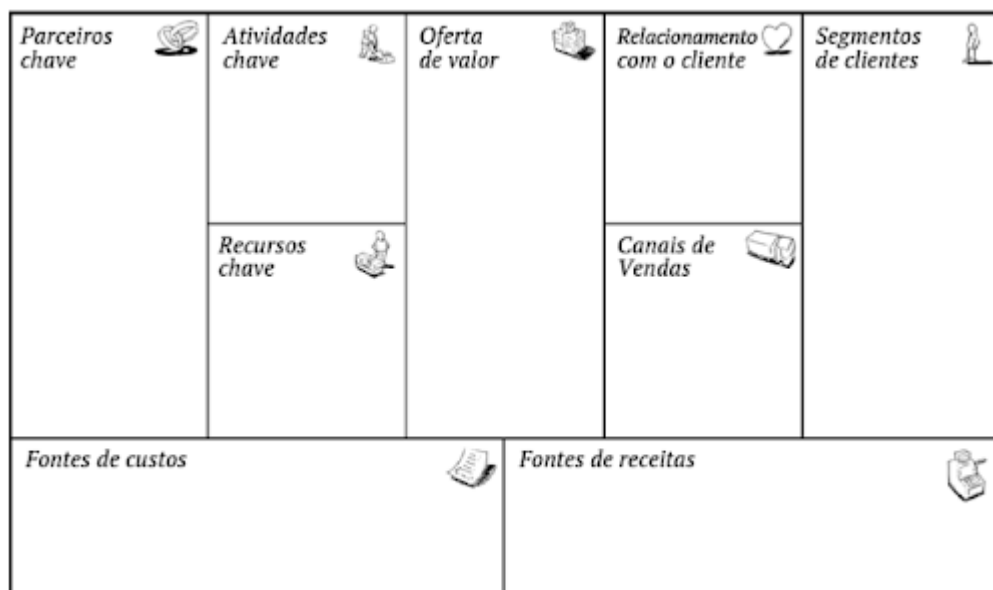 Parceiros
chave
Atividades
chave
Oferta
de valor
Relacionamento
com o cliente
Segmentos
de clientes
Recursos
chave
Canais de
Vendas
Fontes de custos
Fontes de receitas